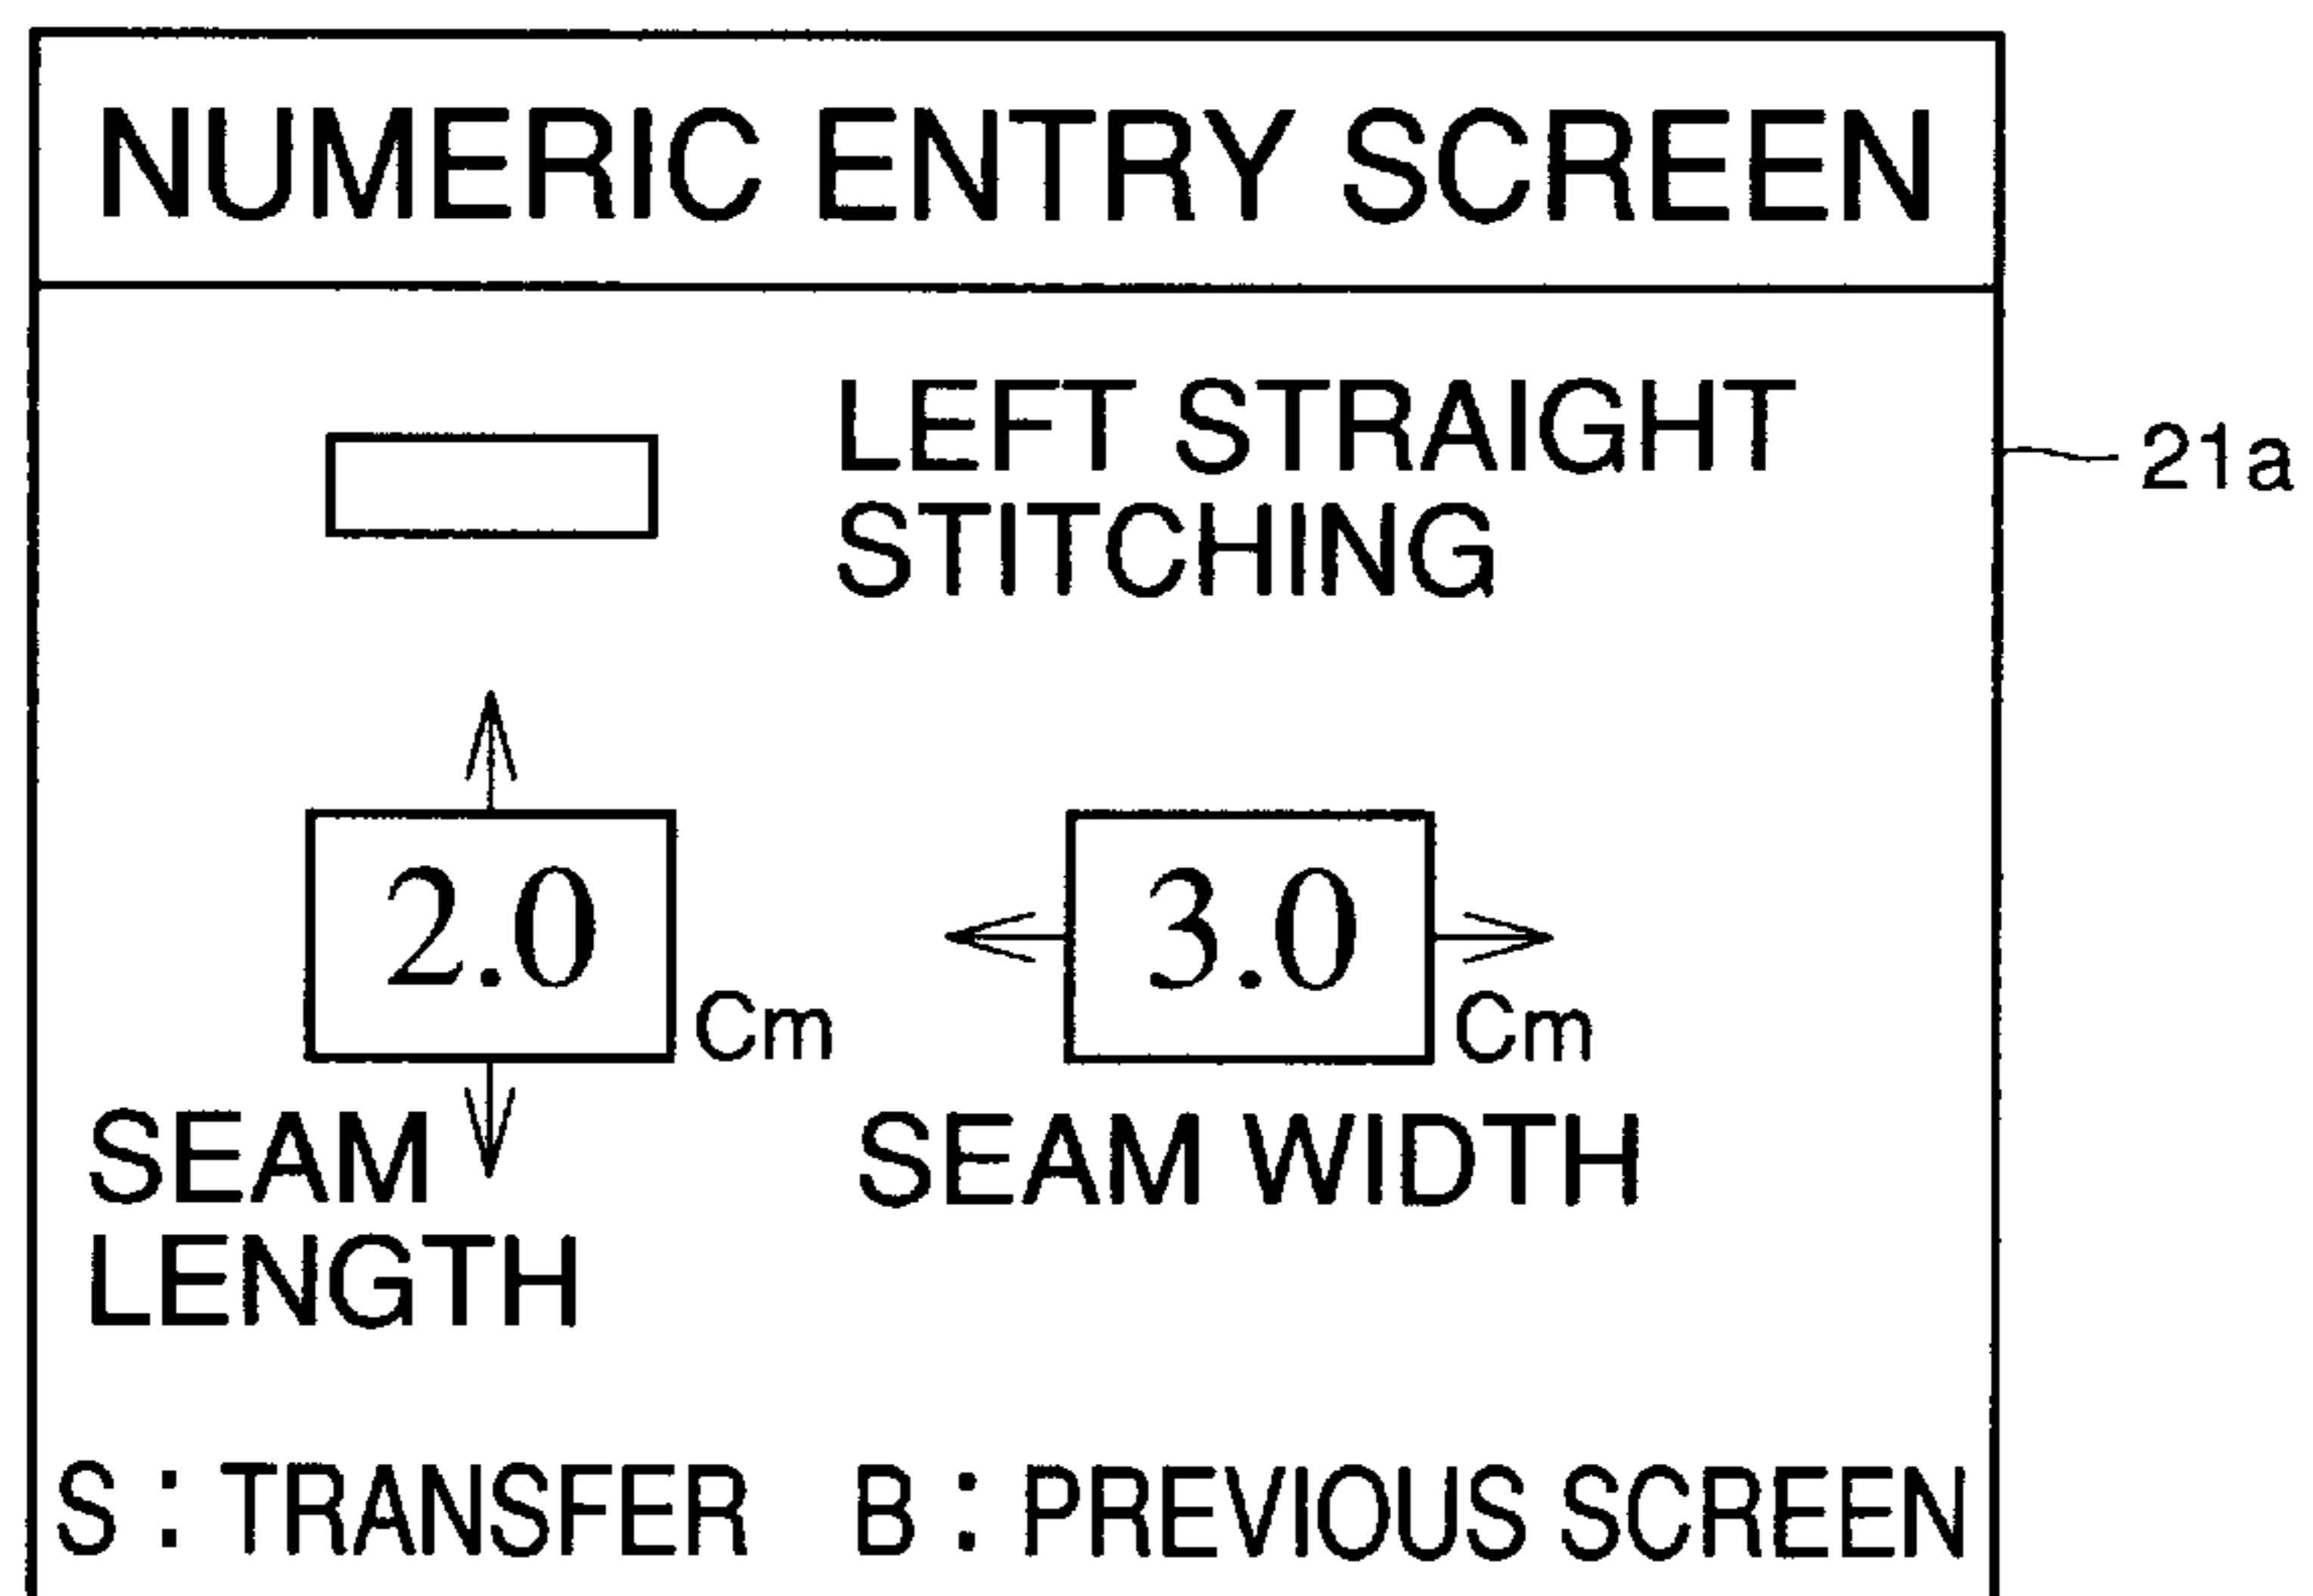 NUMERIC ENTRY SCREEN
LEFT STRAIGHT
STITCHING
21a
2.0 Cm
3.0 Cm
SEAM
LENGTH
SEAM WIDTH
S : TRANSFER B : PREVIOUS SCREEN